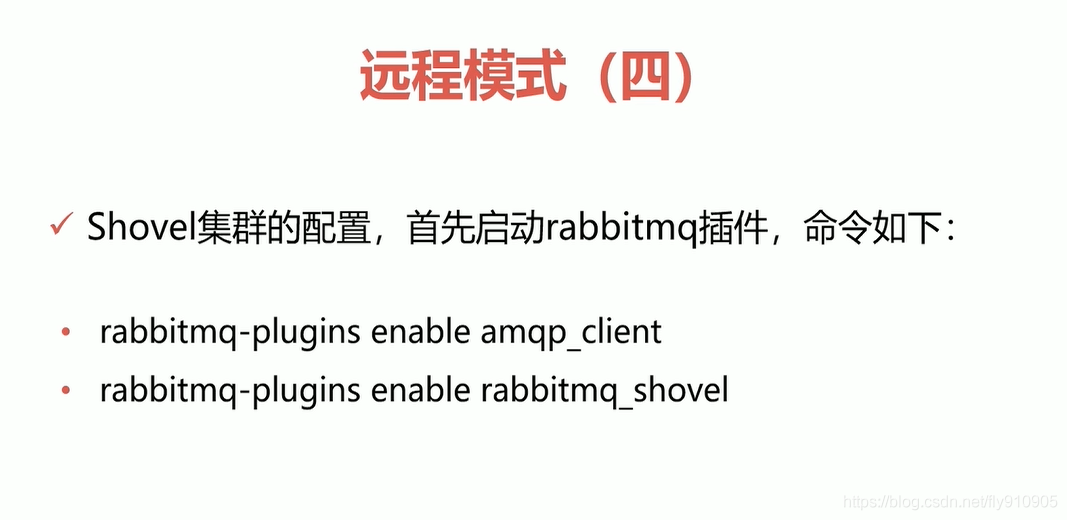 远程模式（四）
✓ Shovel集群的配置，首先启动rabbitmq插件，命令如下：
• rabbitmq-plugins enable amqp_client
• rabbitmq-plugins enable rabbitmq_shovel
https://blog.csdn.net/fly910905